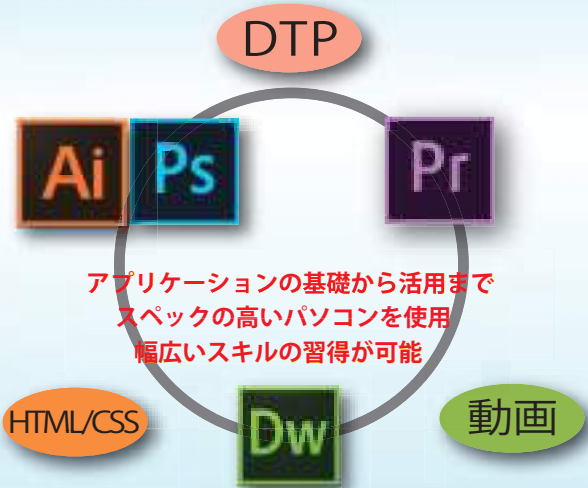 DTP
Ai Ps
Pr
アプリケーションの基礎から活用まで
スペックの高いパソコンを使用
幅広いスキルの習得が可能
HTML/CSS
Dw
動画